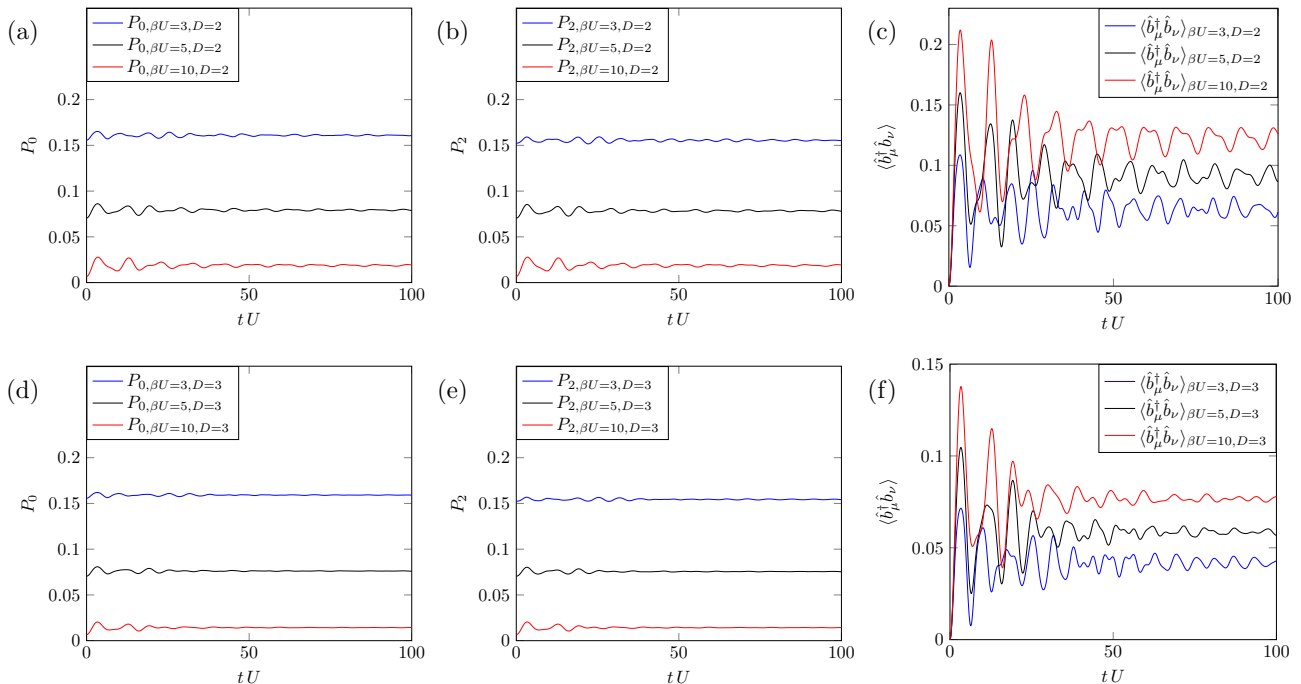 (a)
P_{0,βU=3,D=2}
P_{0,βU=5,D=2}
P_{0,βU=10,D=2}
0.2
0.15
0.1
0.05
0
P_0
0
50
100
t U
(b)
P_{2,βU=3,D=2}
P_{2,βU=5,D=2}
P_{2,βU=10,D=2}
0.2
0.15
0.1
0.05
0
P_2
0
50
100
t U
(c)
⟨b̂†_μ b̂_ν⟩_{βU=3,D=2}
⟨b̂†_μ b̂_ν⟩_{βU=5,D=2}
⟨b̂†_μ b̂_ν⟩_{βU=10,D=2}
0.2
0.15
0.1
0.05
0
⟨b̂†_μ b̂_ν⟩
0
50
100
t U
(d)
P_{0,βU=3,D=3}
P_{0,βU=5,D=3}
P_{0,βU=10,D=3}
0.2
0.15
0.1
0.05
0
P_0
0
50
100
t U
(e)
P_{2,βU=3,D=3}
P_{2,βU=5,D=3}
P_{2,βU=10,D=3}
0.2
0.15
0.1
0.05
0
P_2
0
50
100
t U
(f)
⟨b̂†_μ b̂_ν⟩_{βU=3,D=3}
⟨b̂†_μ b̂_ν⟩_{βU=5,D=3}
⟨b̂†_μ b̂_ν⟩_{βU=10,D=3}
0.15
0.1
0.05
0
⟨b̂†_μ b̂_ν⟩
0
50
100
t U